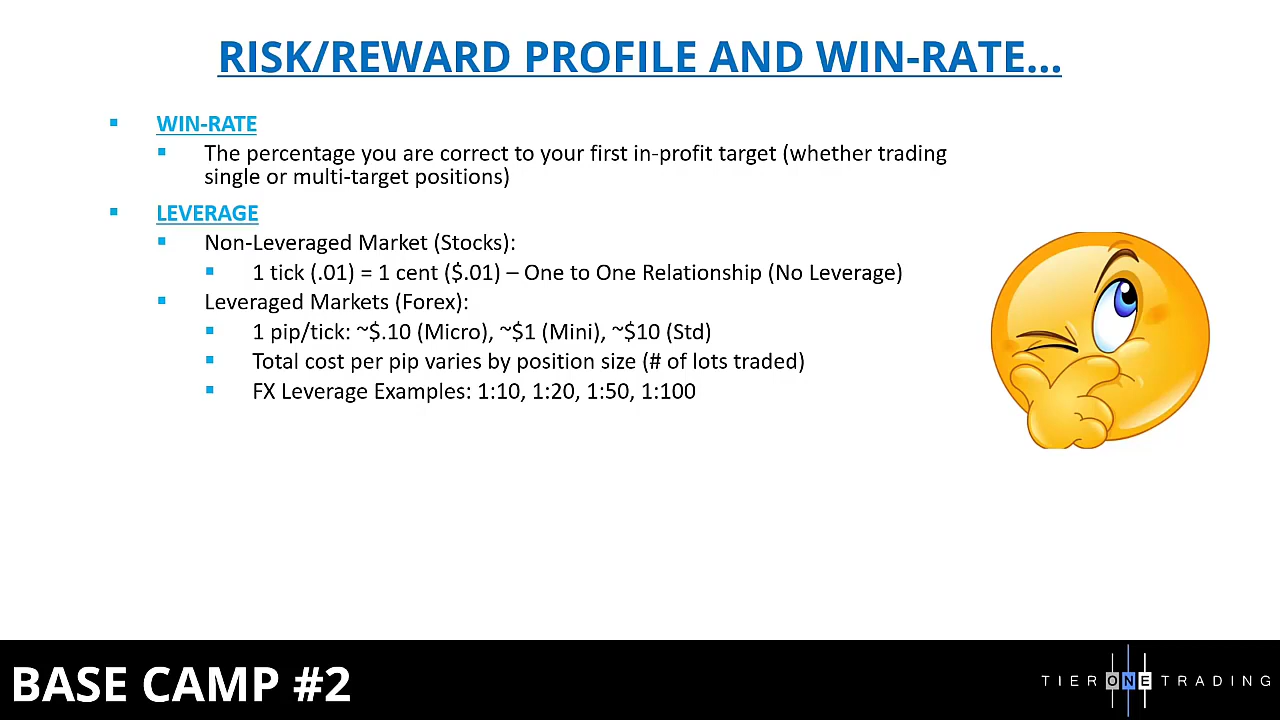 RISK/REWARD PROFILE AND WIN-RATE...
WIN-RATE
The percentage you are correct to your first in-profit target (whether trading
single or multi-target positions)
LEVERAGE
Non-Leveraged Market (Stocks):
1 tick (.01) = 1 cent ($.01) – One to One Relationship (No Leverage)
Leveraged Markets (Forex):
1 pip/tick: ~$.10 (Micro), ~$1 (Mini), ~$10 (Std)
Total cost per pip varies by position size (# of lots traded)
FX Leverage Examples: 1:10, 1:20, 1:50, 1:100
BASE CAMP #2
TIER ONE TRADING